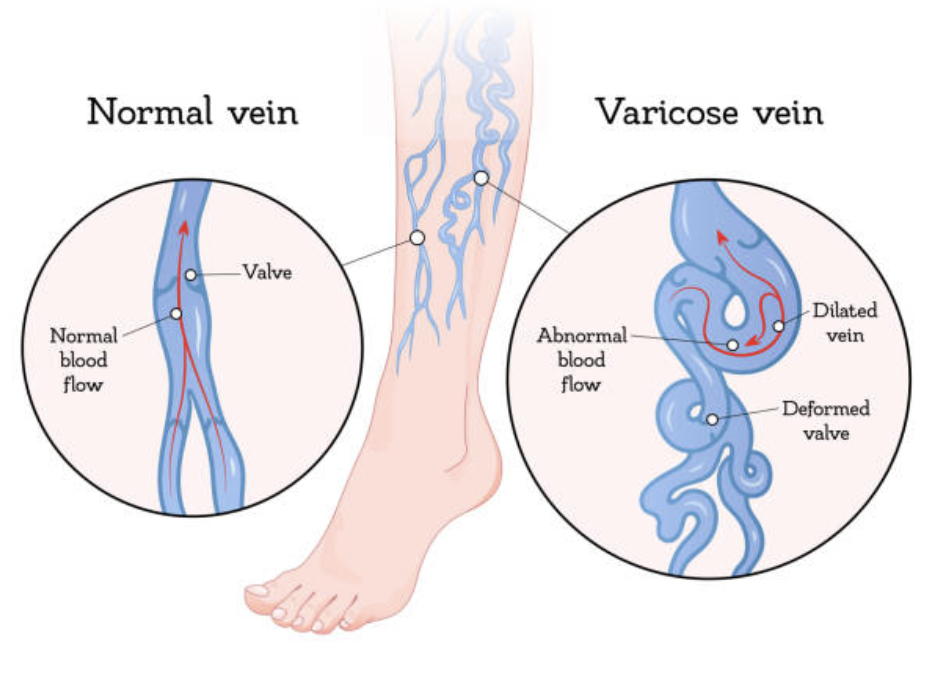 Normal vein
Varicose vein
Valve
Normal
blood
flow
Dilated
vein
Abnormal
blood
flow
Deformed
valve